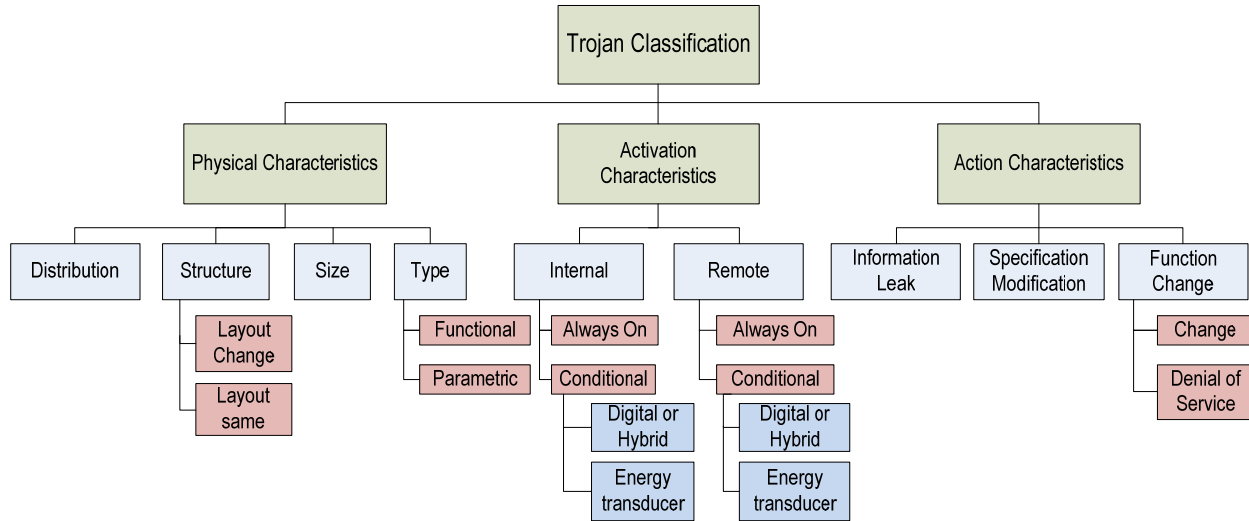 Trojan Classification
Physical Characteristics
Activation
Characteristics
Action Characteristics
Distribution
Structure
Size
Type
Internal
Remote
Information
Leak
Specification
Modification
Function
Change
Layout
Change
Layout
same
Functional
Parametric
Always On
Conditional
Digital or
Hybrid
Energy
transducer
Always On
Conditional
Digital or
Hybrid
Energy
transducer
Change
Denial of
Service